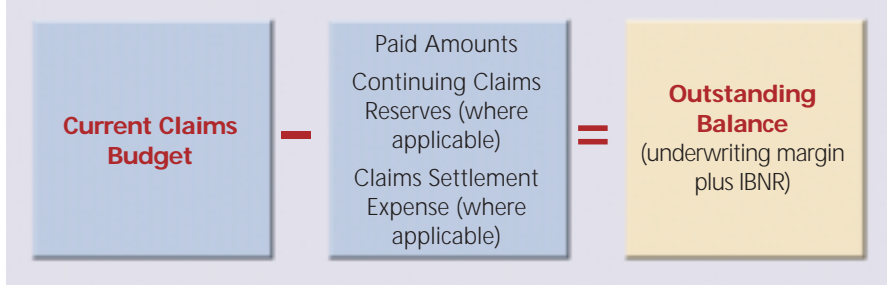 Current Claims
Budget
–
Paid Amounts
Continuing Claims
Reserves (where
applicable)
Claims Settlement
Expense (where
applicable)
=
Outstanding
Balance
(underwriting margin
plus IBNR)